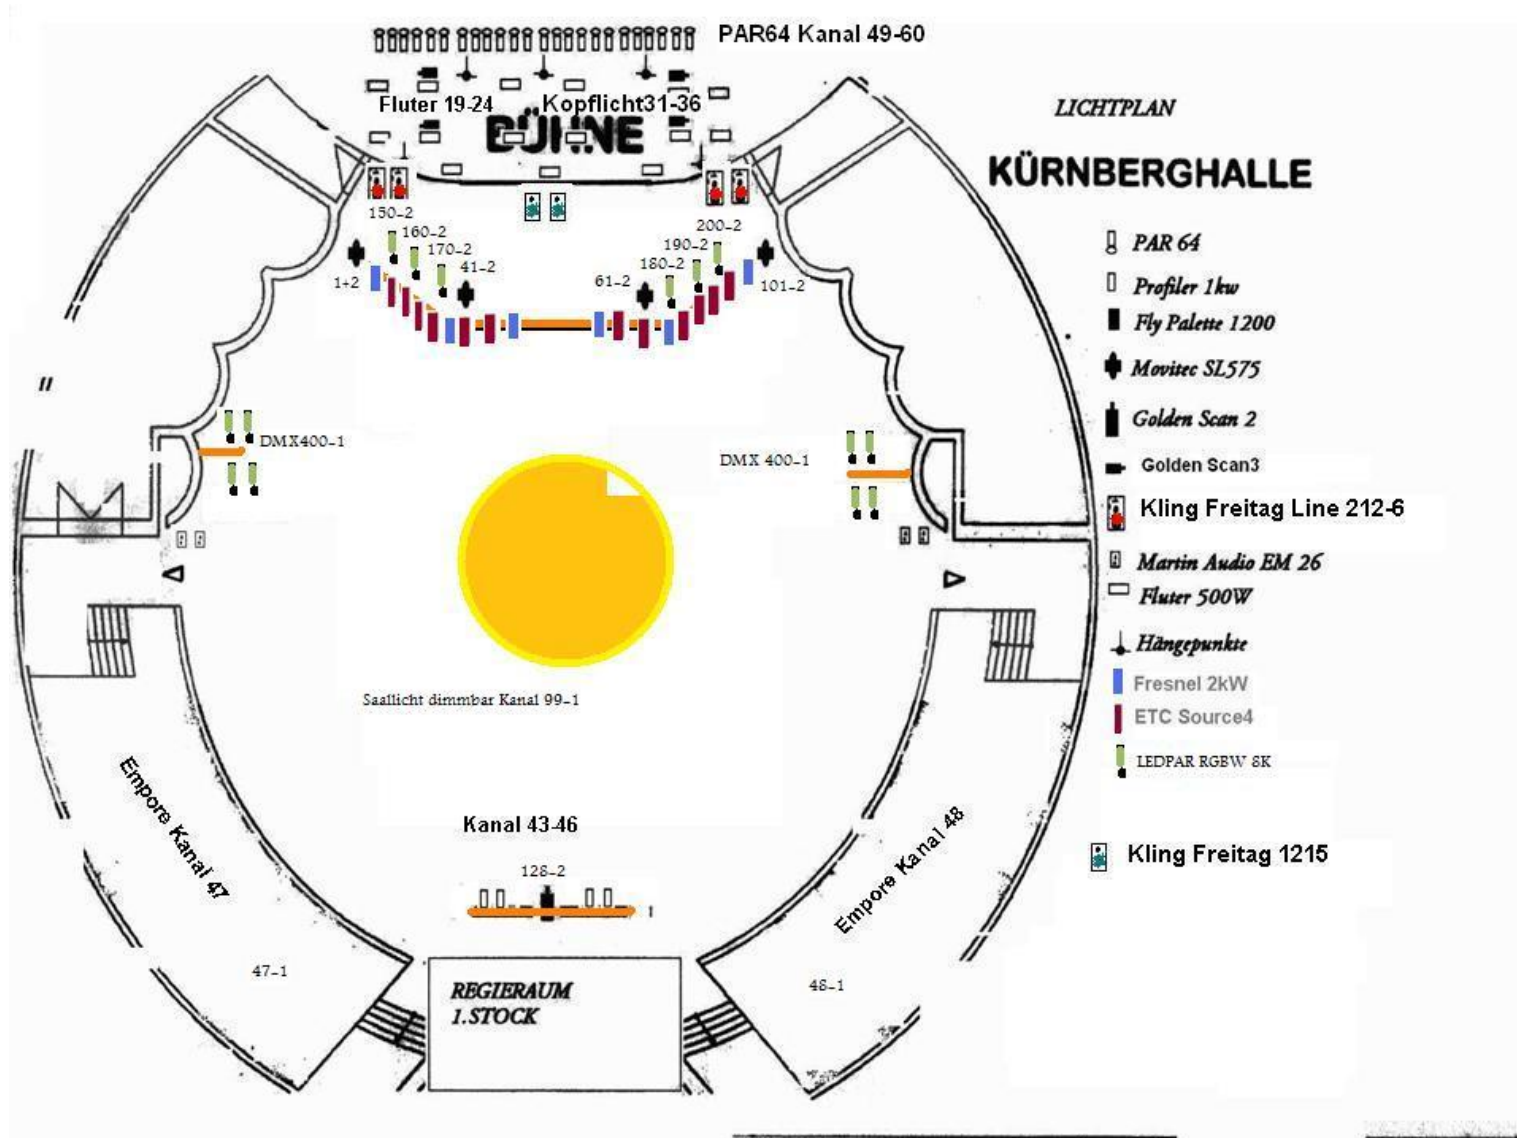 PAR64 Kanal 49-60
Fluter 19-24
Kopflicht31-36
BÜHNE
LICHTPLAN
KÜRNBERGHALLE
150-2
160-2
170-2
41-2
1+2
200-2
190-2
180-2
61-2
101-2
PAR 64
Profiler 1kw
Fly Palette 1200
Movitec SL575
Golden Scan 2
Golden Scan3
Kling Freitag Line 212-6
Martin Audio EM 26
Fluter 500W
Hängepunkte
Fresnel 2kW
ETC Source4
LEDPAR RGBW 8K
Kling Freitag 1215
DMX400-1
DMX 400-1
Saallicht dimmbar Kanal 99-1
Empore Kanal 47
Empore Kanal 48
Kanal 43-46
128-2
47-1
48-1
REGIERAUM
1.STOCK